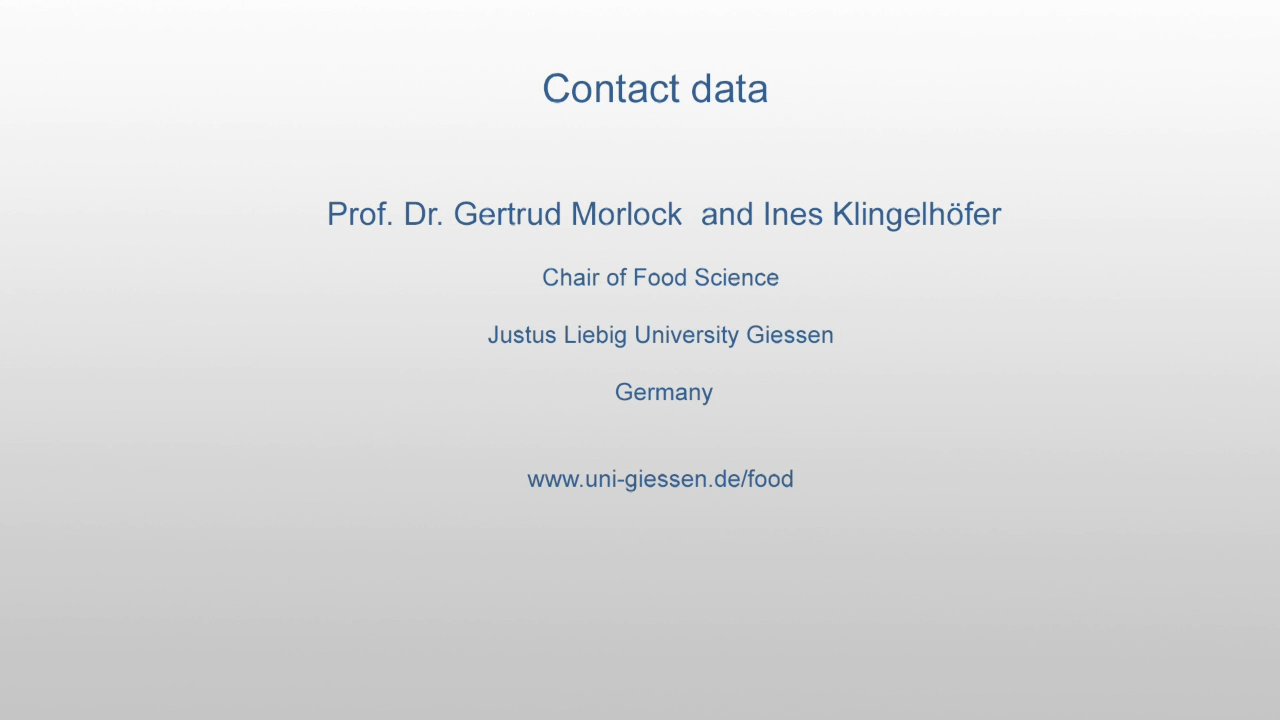 Contact data
Prof. Dr. Gertrud Morlock  and Ines Klingelhöfer
Chair of Food Science
Justus Liebig University Giessen
Germany
www.uni-giessen.de/food